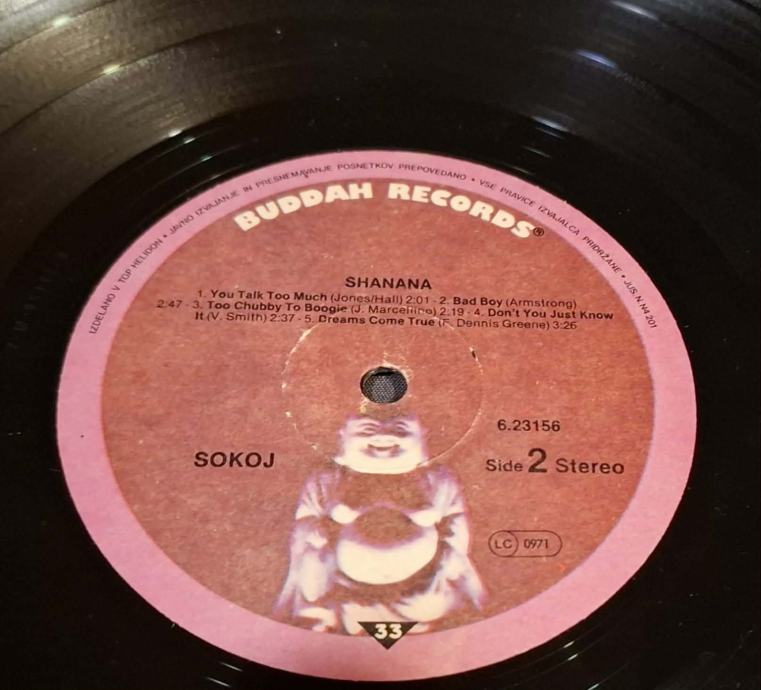 IZDELANO V TGP HELIDON • JAVNO IZVAJANJE IN PRESNEMAVANJE POSNETKOV PREPOVEDANO • VSE PRAVICE IZVAJALCA PRIDRŽANE • JUS N.N4 201
BUDDAH RECORDS®
SHANANA
1. You Talk Too Much (Jones/Hall) 2:01 - 2. Bad Boy (Armstrong)
2:47 - 3. Too Chubby To Boogie (J. Marcellino) 2:19 - 4. Don't You Just Know
It (V. Smith) 2:37 - 5. Dreams Come True (F. Dennis Greene) 3:26
6.23156
SOKOJ
Side 2 Stereo
LC 0971
33